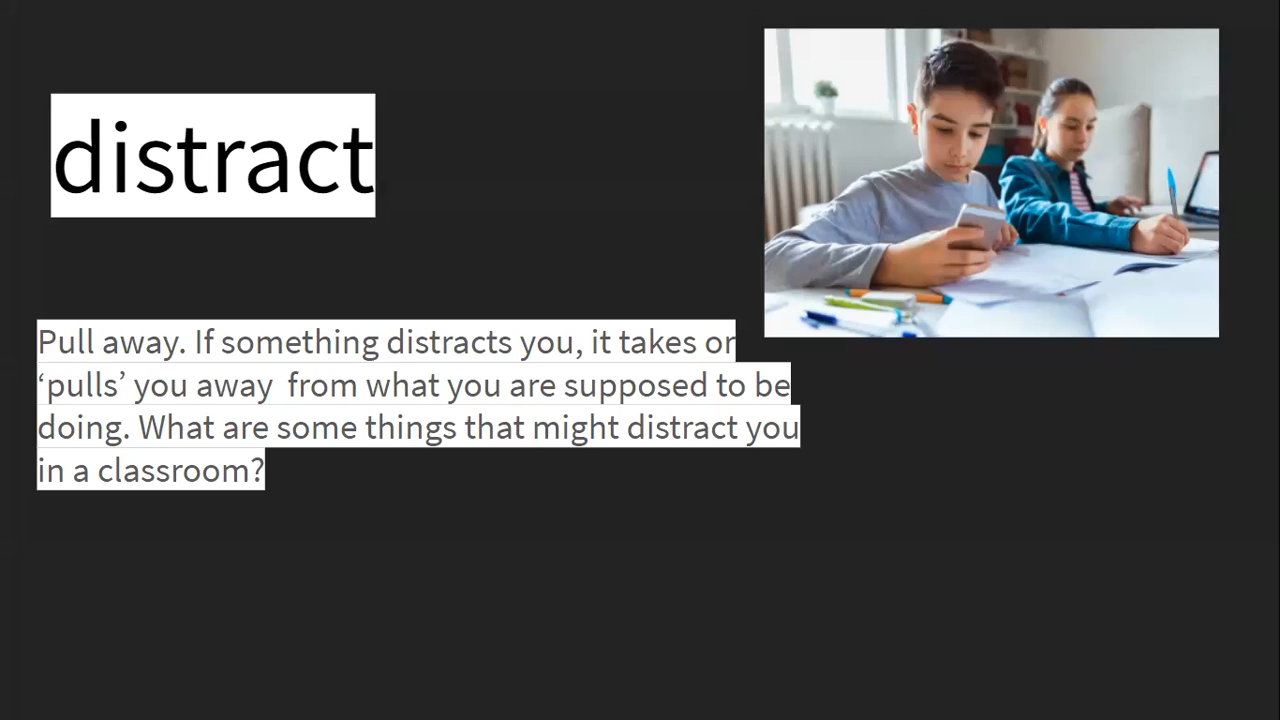 distract
Pull away. If something distracts you, it takes or
‘pulls’ you away  from what you are supposed to be
doing. What are some things that might distract you
in a classroom?